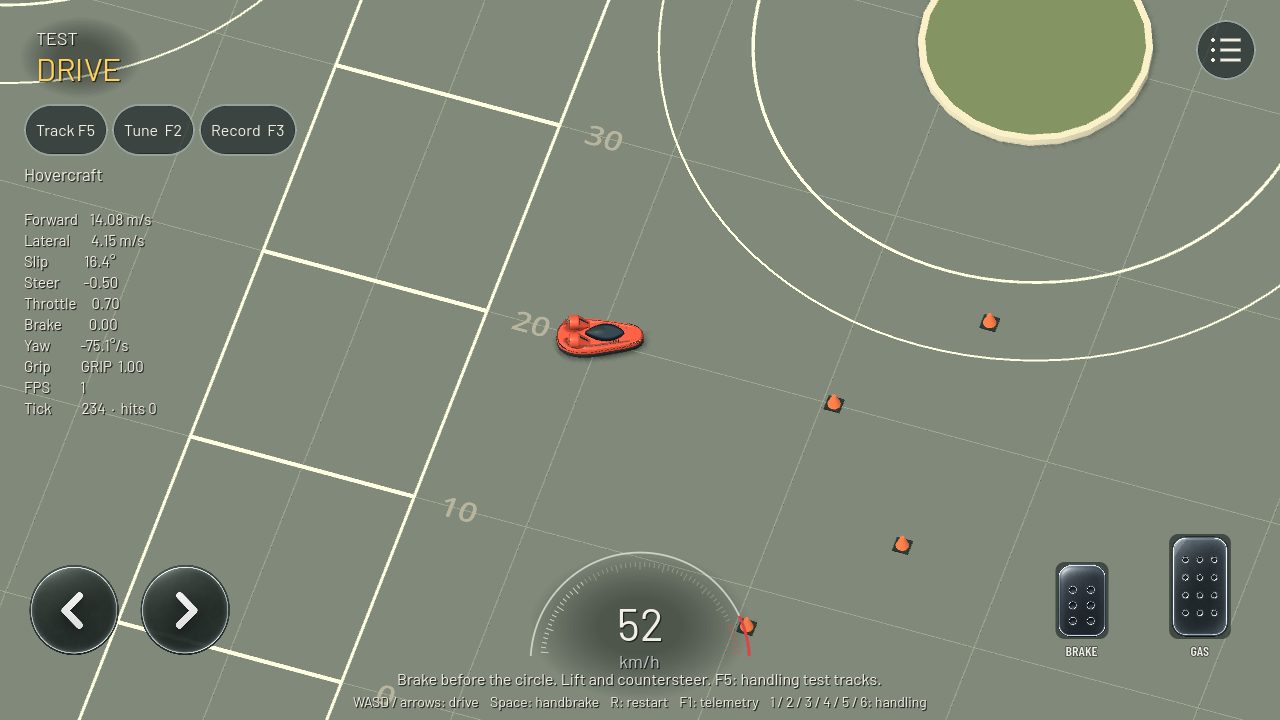 TEST
DRIVE
Track F5
Tune F2
Record F3
Hovercraft
Forward 14.08 m/s
Lateral 4.15 m/s
Slip 16.4°
Steer -0.50
Throttle 0.70
Brake 0.00
Yaw -75.1°/s
Grip GRIP 1.00
FPS 1
Tick 234 · hits 0
30
20
10
0
52
km/h
BRAKE
GAS
Brake before the circle. Lift and countersteer. F5: handling test tracks.
WASD / arrows: drive Space: handbrake R: restart F1: telemetry 1 / 2 / 3 / 4 / 5 / 6: handling